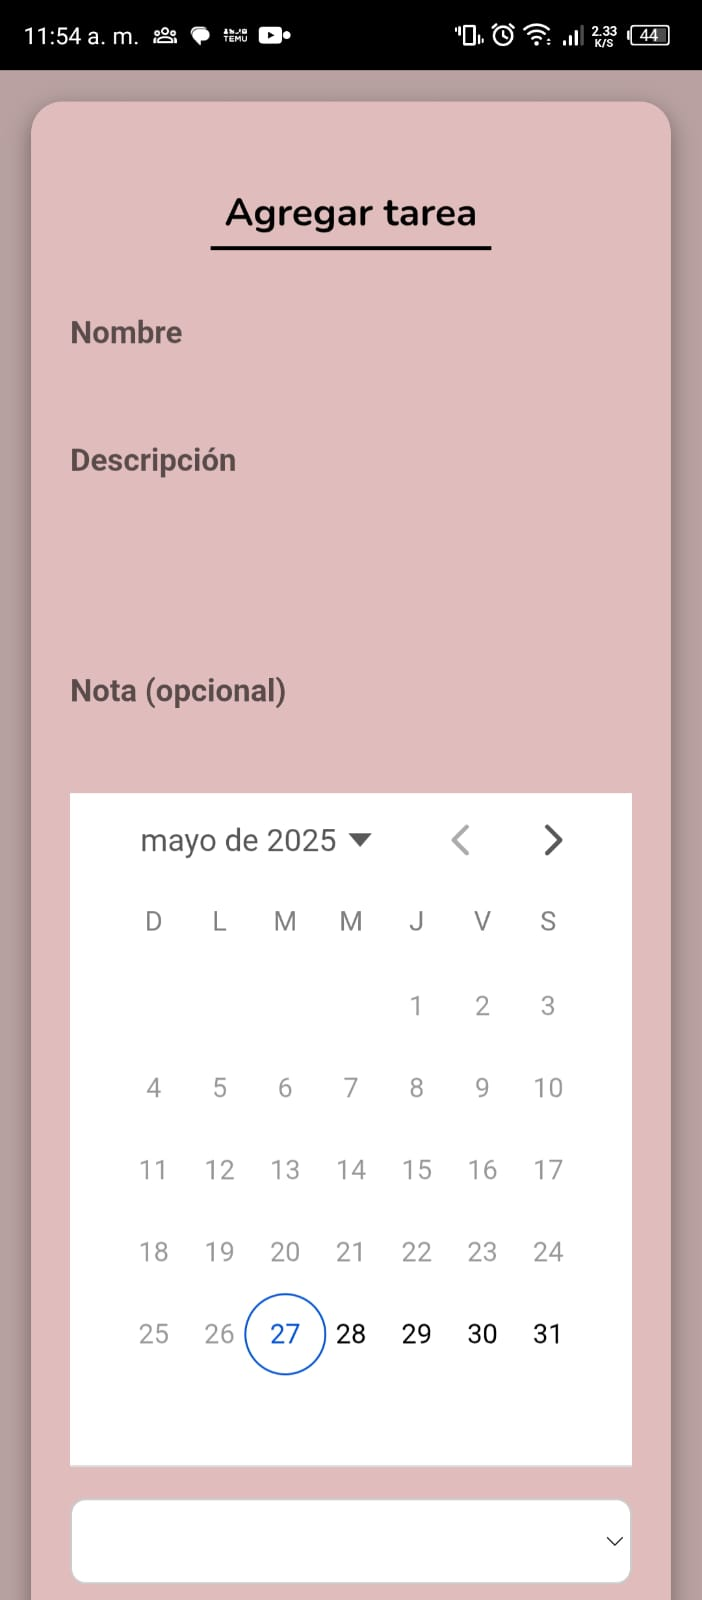 11:54 a. m. TEMU 2.33 K/S 44
Agregar tarea
Nombre
Descripción
Nota (opcional)
mayo de 2025
D L M M J V S
1 2 3
4 5 6 7 8 9 10
11 12 13 14 15 16 17
18 19 20 21 22 23 24
25 26 27 28 29 30 31